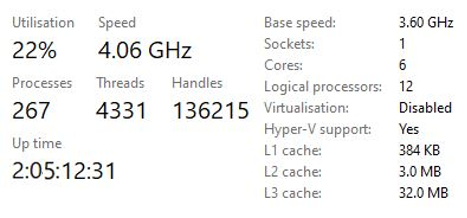 Utilisation Speed
22% 4.06 GHz
Processes Threads Handles
267 4331 136215
Up time
2:05:12:31
Base speed: 3.60 GHz
Sockets: 1
Cores: 6
Logical processors: 12
Virtualisation: Disabled
Hyper-V support: Yes
L1 cache: 384 KB
L2 cache: 3.0 MB
L3 cache: 32.0 MB